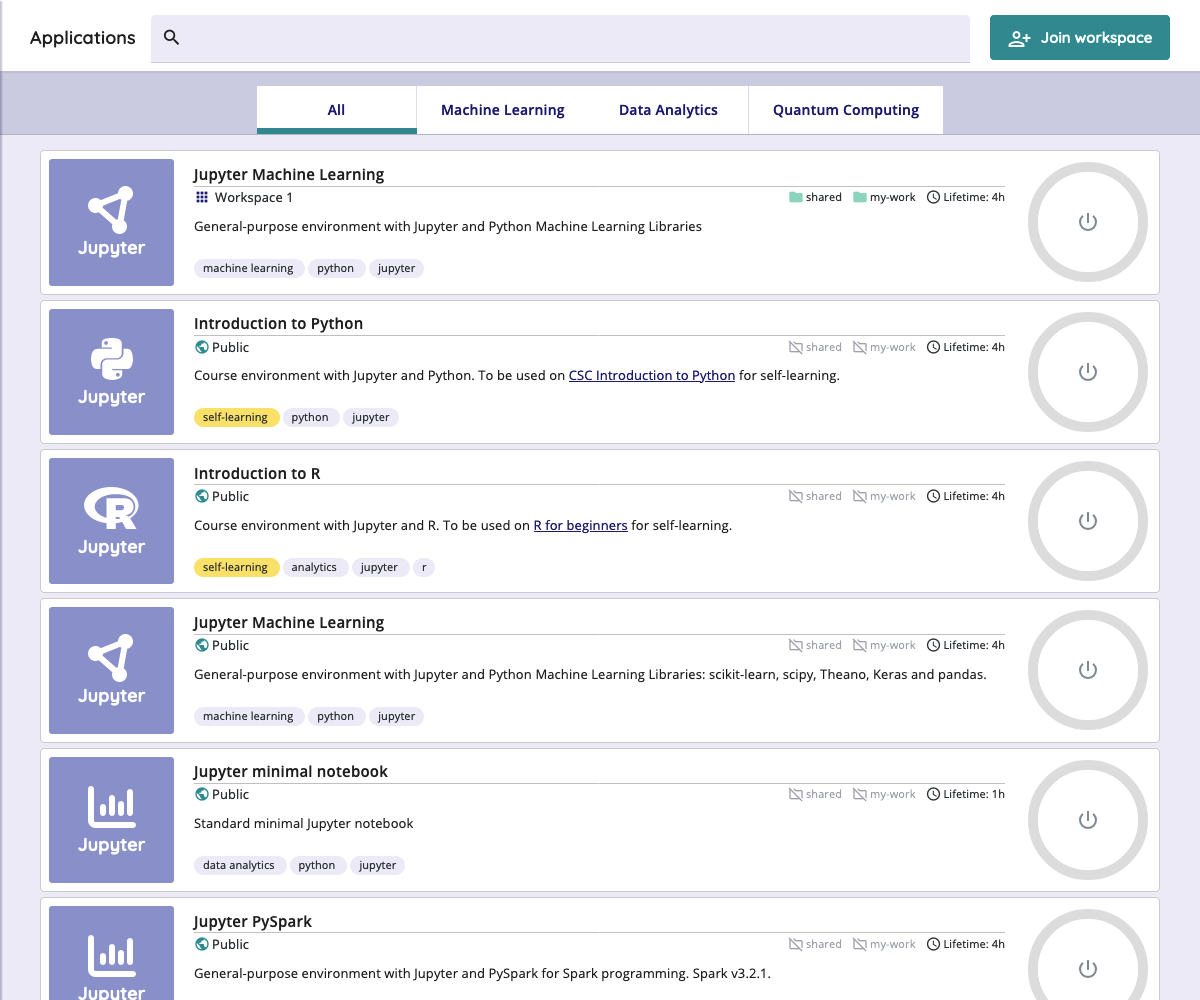 Applications
Join workspace
All
Machine Learning
Data Analytics
Quantum Computing
Jupyter
Jupyter Machine Learning
Workspace 1
shared
my-work
Lifetime: 4h
General-purpose environment with Jupyter and Python Machine Learning Libraries
machine learning
python
jupyter
Jupyter
Introduction to Python
Public
shared
my-work
Lifetime: 4h
Course environment with Jupyter and Python. To be used on CSC Introduction to Python for self-learning.
self-learning
python
jupyter
R
Jupyter
Introduction to R
Public
shared
my-work
Lifetime: 4h
Course environment with Jupyter and R. To be used on R for beginners for self-learning.
self-learning
analytics
jupyter
r
Jupyter
Jupyter Machine Learning
Public
shared
my-work
Lifetime: 4h
General-purpose environment with Jupyter and Python Machine Learning Libraries: scikit-learn, scipy, Theano, Keras and pandas.
machine learning
python
jupyter
Jupyter
Jupyter minimal notebook
Public
shared
my-work
Lifetime: 1h
Standard minimal Jupyter notebook
data analytics
python
jupyter
Jupyter
Jupyter PySpark
Public
shared
my-work
Lifetime: 4h
General-purpose environment with Jupyter and PySpark for Spark programming. Spark v3.2.1.